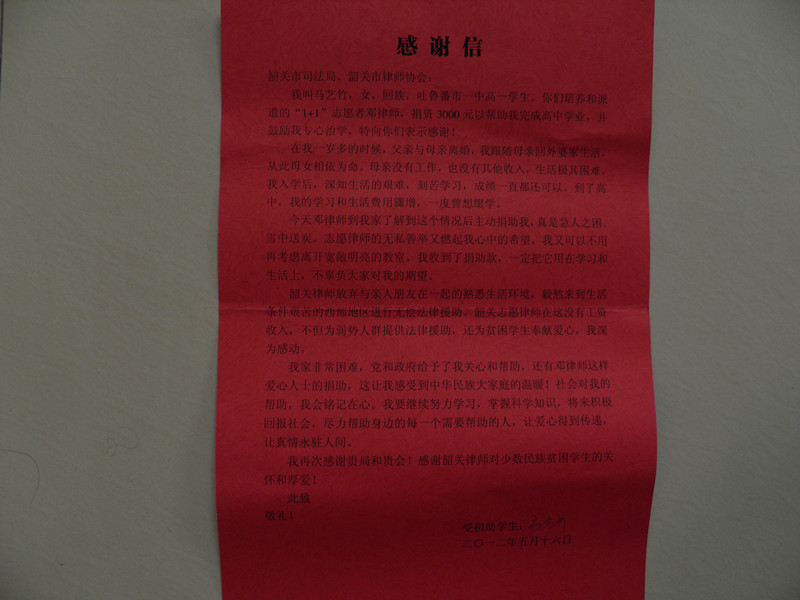 感谢信
韶关市司法局、韶关市律师协会：
我叫马艺竹，女、回族，吐鲁番市一中高一学生。你们培养和派
遣的“1+1”志愿者邓律师，捐资3000元以帮助我完成高中学业，并
鼓励我专心治学，特向你们表示感谢！
在我一岁多的时候，父亲与母亲离婚，我跟随母亲回外婆家生活。
从此母女相依为命。母亲没有工作，也没有其他收入，生活极其困难。
我入学后，深知生活的艰难，刻苦学习，成绩一直都还可以。到了高
中，我的学习和生活费用骤增，一度曾想缀学。
今天邓律师到我家了解到这个情况后主动捐助我，真是急人之困、
雪中送炭，志愿律师的无私善举又燃起我心中的希望，我又可以不用
再考虑离开宽敞明亮的教室。我收到了捐助款，一定把它用在学习和
生活上，不辜负大家对我的期望。
韶关律师放弃与亲人朋友在一起的熟悉生活环境，毅然来到生活
条件艰苦的西部地区进行无偿法律援助。韶关志愿律师在这没有工资
收入，不但为弱势人群提供法律援助，还为贫困学生奉献爱心，我深
为感动。
我家非常困难，党和政府给予了我关心和帮助，还有邓律师这样
爱心人士的捐助，这让我感受到中华民族大家庭的温暖！社会对我的
帮助，我会铭记在心。我要继续努力学习，掌握科学知识，将来积极
回报社会，尽力帮助身边的每一个需要帮助的人，让爱心得到传递，
让真情永驻人间。
我再次感谢贵局和贵会！感谢韶关律师对少数民族贫困学生的关
怀和厚爱！
此致
敬礼！
受捐助学生：马艺竹
二〇一二年五月十六日